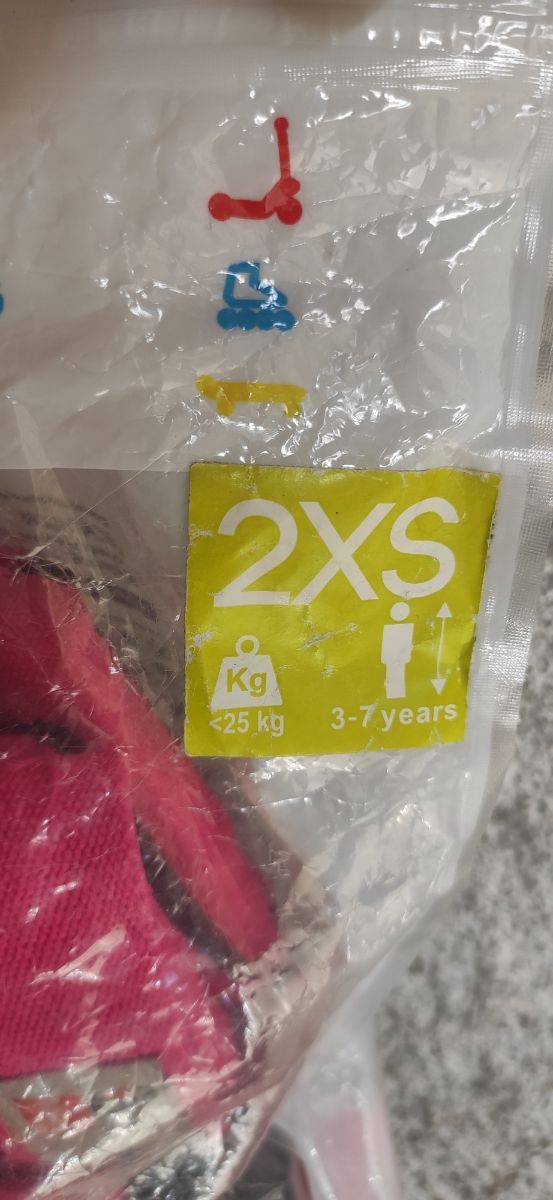 2XS
Kg
<25 kg
3-7 years